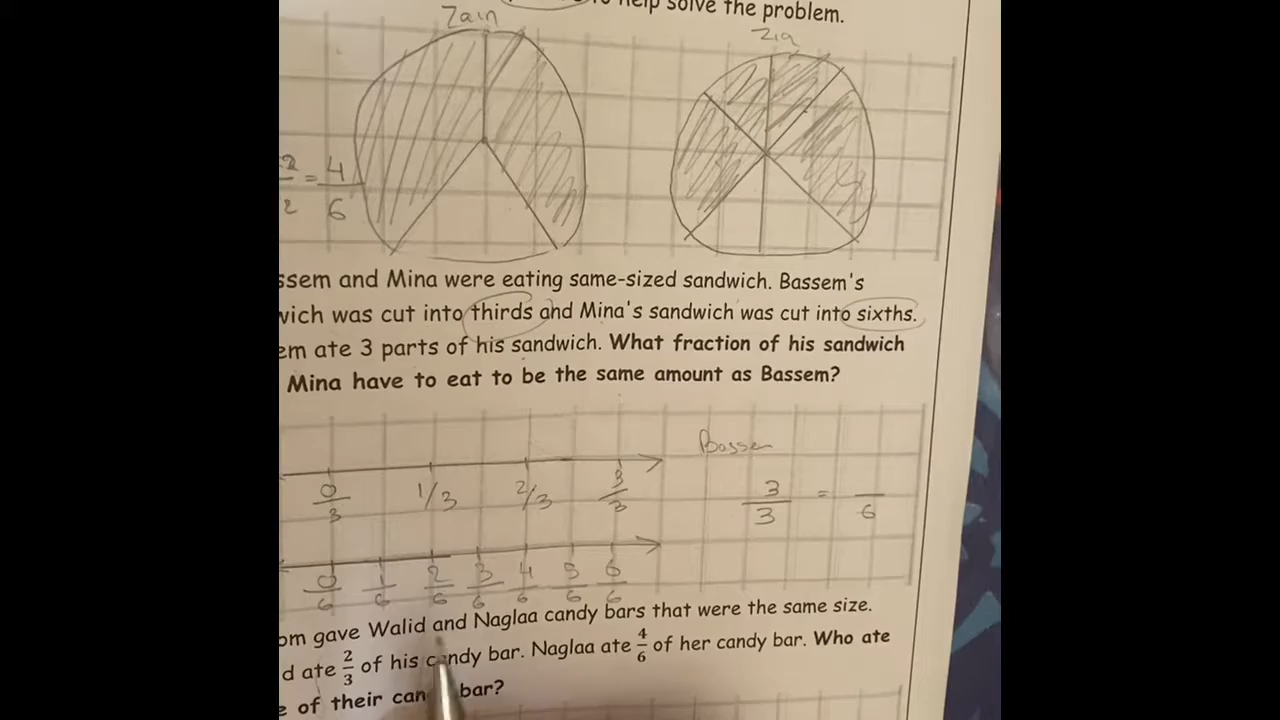 to help solve the problem.
Zain
2/2 = 4/6
ssem and Mina were eating same-sized sandwich. Bassem's
wich was cut into thirds and Mina's sandwich was cut into sixths.
em ate 3 parts of his sandwich. What fraction of his sandwich
Mina have to eat to be the same amount as Bassem?
Bassem
0/3 1/3 2/3 3/3
3/3 = /6
0/6 1/6 2/6 3/6 4/6 5/6 6/6
om gave Walid and Naglaa candy bars that were the same size.
d ate 2/3 of his candy bar. Naglaa ate 4/6 of her candy bar. Who ate
e of their candy bar?